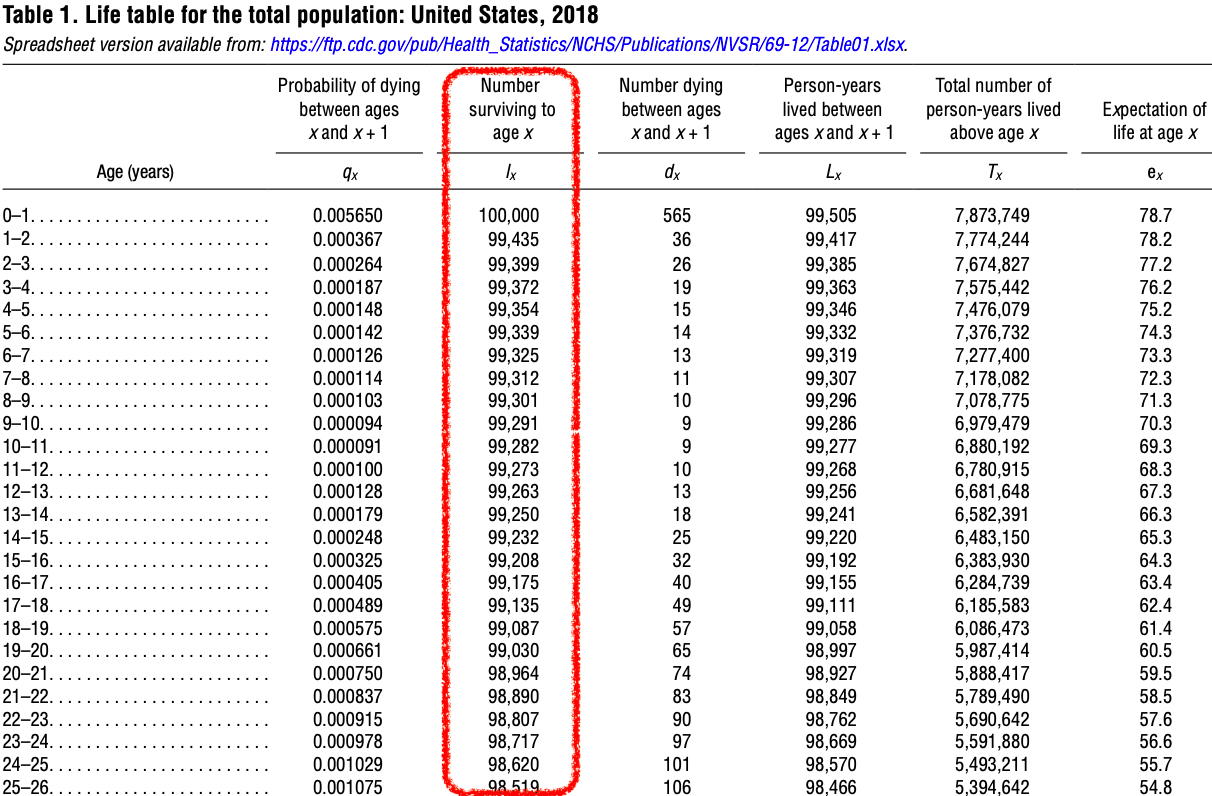 Table 1. Life table for the total population: United States, 2018
Spreadsheet version available from: https://ftp.cdc.gov/pub/Health_Statistics/NCHS/Publications/NVSR/69-12/Table01.xlsx.
Probability of dying between ages x and x + 1 Number surviving to age x Number dying between ages x and x + 1 Person-years lived between ages x and x + 1 Total number of person-years lived above age x Expectation of life at age x
Age (years) qx lx dx Lx Tx ex
0–1. . . . . . . . . . . . . . . . . . . . . . . . . . 0.005650 100,000 565 99,505 7,873,749 78.7
1–2. . . . . . . . . . . . . . . . . . . . . . . . . . 0.000367 99,435 36 99,417 7,774,244 78.2
2–3. . . . . . . . . . . . . . . . . . . . . . . . . . 0.000264 99,399 26 99,385 7,674,827 77.2
3–4. . . . . . . . . . . . . . . . . . . . . . . . . . 0.000187 99,372 19 99,363 7,575,442 76.2
4–5. . . . . . . . . . . . . . . . . . . . . . . . . . 0.000148 99,354 15 99,346 7,476,079 75.2
5–6. . . . . . . . . . . . . . . . . . . . . . . . . . 0.000142 99,339 14 99,332 7,376,732 74.3
6–7. . . . . . . . . . . . . . . . . . . . . . . . . . 0.000126 99,325 13 99,319 7,277,400 73.3
7–8. . . . . . . . . . . . . . . . . . . . . . . . . . 0.000114 99,312 11 99,307 7,178,082 72.3
8–9. . . . . . . . . . . . . . . . . . . . . . . . . . 0.000103 99,301 10 99,296 7,078,775 71.3
9–10. . . . . . . . . . . . . . . . . . . . . . . . . 0.000094 99,291 9 99,286 6,979,479 70.3
10–11. . . . . . . . . . . . . . . . . . . . . . . . 0.000091 99,282 9 99,277 6,880,192 69.3
11–12. . . . . . . . . . . . . . . . . . . . . . . . 0.000100 99,273 10 99,268 6,780,915 68.3
12–13. . . . . . . . . . . . . . . . . . . . . . . . 0.000128 99,263 13 99,256 6,681,648 67.3
13–14. . . . . . . . . . . . . . . . . . . . . . . . 0.000179 99,250 18 99,241 6,582,391 66.3
14–15. . . . . . . . . . . . . . . . . . . . . . . . 0.000248 99,232 25 99,220 6,483,150 65.3
15–16. . . . . . . . . . . . . . . . . . . . . . . . 0.000325 99,208 32 99,192 6,383,930 64.3
16–17. . . . . . . . . . . . . . . . . . . . . . . . 0.000405 99,175 40 99,155 6,284,739 63.4
17–18. . . . . . . . . . . . . . . . . . . . . . . . 0.000489 99,135 49 99,111 6,185,583 62.4
18–19. . . . . . . . . . . . . . . . . . . . . . . . 0.000575 99,087 57 99,058 6,086,473 61.4
19–20. . . . . . . . . . . . . . . . . . . . . . . . 0.000661 99,030 65 98,997 5,987,414 60.5
20–21. . . . . . . . . . . . . . . . . . . . . . . . 0.000750 98,964 74 98,927 5,888,417 59.5
21–22. . . . . . . . . . . . . . . . . . . . . . . . 0.000837 98,890 83 98,849 5,789,490 58.5
22–23. . . . . . . . . . . . . . . . . . . . . . . . 0.000915 98,807 90 98,762 5,690,642 57.6
23–24. . . . . . . . . . . . . . . . . . . . . . . . 0.000978 98,717 97 98,669 5,591,880 56.6
24–25. . . . . . . . . . . . . . . . . . . . . . . . 0.001029 98,620 101 98,570 5,493,211 55.7
25–26. . . . . . . . . . . . . . . . . . . . . . . . 0.001075 98,519 106 98,466 5,394,642 54.8